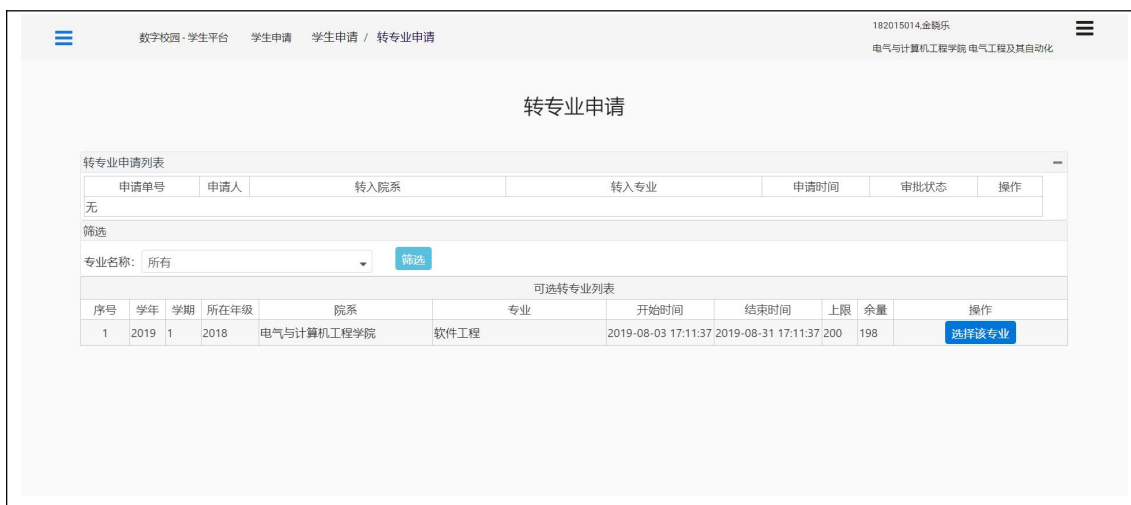 182015014,金晓乐
数字校园 - 学生平台 学生申请 学生申请 / 转专业申请
电气与计算机工程学院 电气工程及其自动化
转专业申请
转专业申请列表
申请单号 申请人 转入院系 转入专业 申请时间 审批状态 操作
无
筛选
专业名称: 所有 筛选
可选转专业列表
序号 学年 学期 所在年级 院系 专业 开始时间 结束时间 上限 余量 操作
1 2019 1 2018 电气与计算机工程学院 软件工程 2019-08-03 17:11:37 2019-08-31 17:11:37 200 198 选择该专业